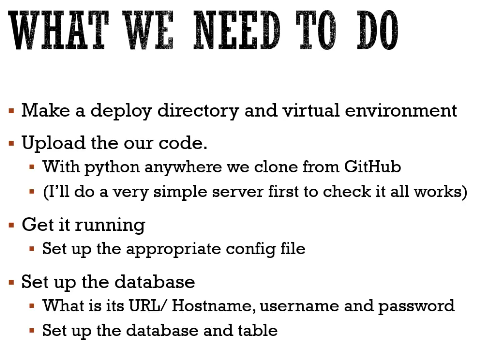 WHAT WE NEED TO DO
▪ Make a deploy directory and virtual environment
▪ Upload the our code.
▪ With python anywhere we clone from GitHub
▪ (I'll do a very simple server first to check it all works)
▪ Get it running
▪ Set up the appropriate config file
▪ Set up the database
▪ What is its URL/ Hostname, username and password
▪ Set up the database and table